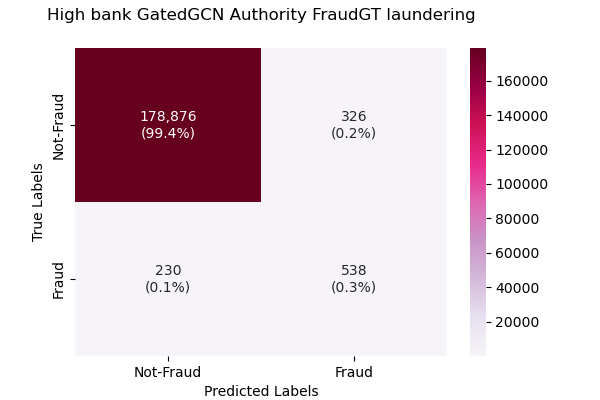 High bank GatedGCN Authority FraudGT laundering
True Labels
Not-Fraud
Fraud
178,876
(99.4%)
326
(0.2%)
230
(0.1%)
538
(0.3%)
Not-Fraud
Fraud
Predicted Labels
160000
140000
120000
100000
80000
60000
40000
20000